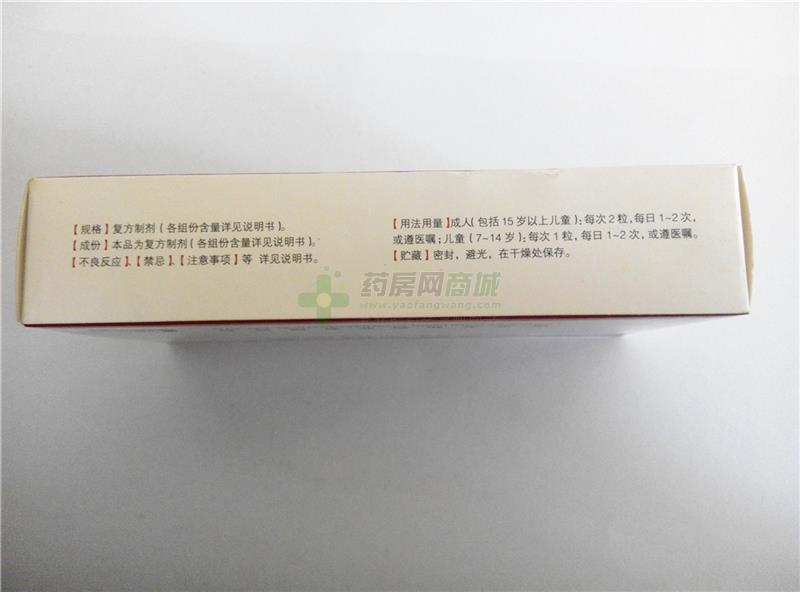 【规格】复方制剂（各组份含量详见说明书）。
【成份】本品为复方制剂（各组份含量详见说明书）。
【不良反应】、【禁忌】、【注意事项】等 详见说明书。
【用法用量】成人（包括15岁以上儿童）：每次2粒，每日1~2次，
或遵医嘱；儿童（7~14岁）：每次1粒，每日1~2次，或遵医嘱。
【贮藏】密封，避光，在干燥处保存。
药房网商城
www.yaofangwang.com